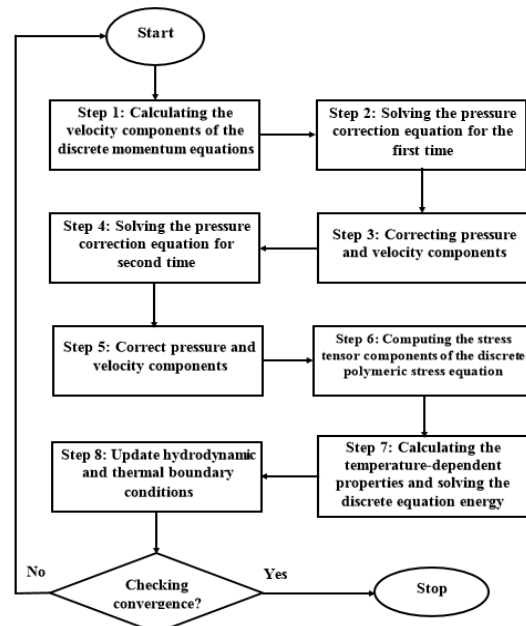 Start
Step 1: Calculating the
velocity components of the
discrete momentum equations
Step 2: Solving the pressure
correction equation for the
first time
Step 3: Correcting pressure
and velocity components
Step 4: Solving the pressure
correction equation for
second time
Step 5: Correct pressure and
velocity components
Step 6: Computing the stress
tensor components of the discrete
polymeric stress equation
Step 7: Calculating the
temperature-dependent
properties and solving the
discrete equation energy
Step 8: Update hydrodynamic
and thermal boundary
conditions
No
Checking
convergence?
Yes
Stop